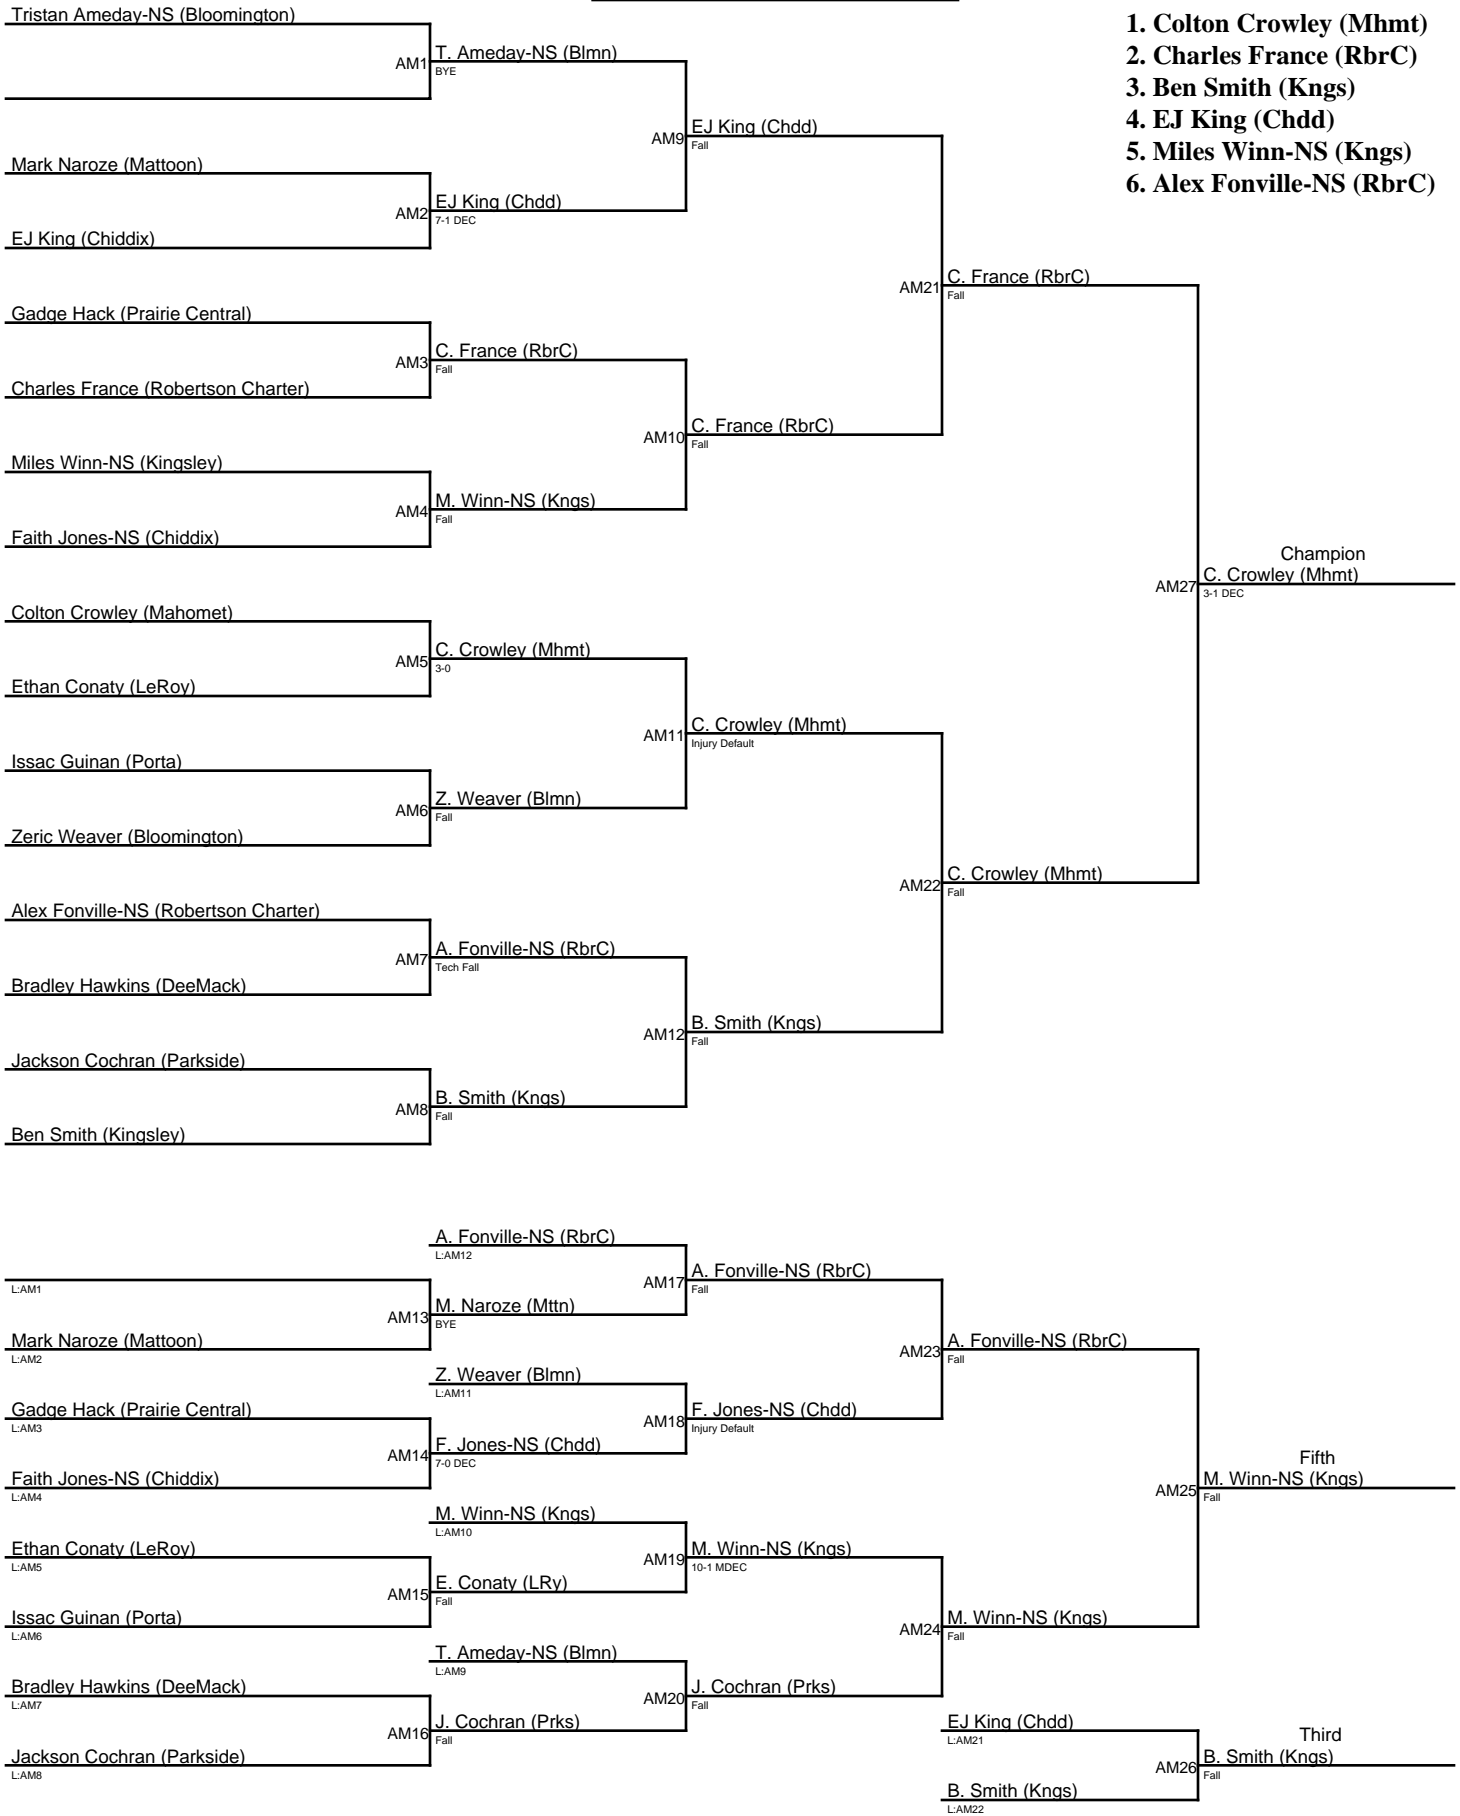 Tristan Ameday-NS (Bloomington)
AM1
T. Ameday-NS (Blmn)
BYE
Mark Naroze (Mattoon)
AM2
EJ King (Chdd)
7-1 DEC
EJ King (Chiddix)
AM9
EJ King (Chdd)
Fall
Gadge Hack (Prairie Central)
AM3
C. France (RbrC)
Fall
Charles France (Robertson Charter)
AM10
C. France (RbrC)
Fall
Miles Winn-NS (Kingsley)
AM4
M. Winn-NS (Kngs)
Fall
Faith Jones-NS (Chiddix)
AM21
C. France (RbrC)
Fall
1. Colton Crowley (Mhmt)
2. Charles France (RbrC)
3. Ben Smith (Kngs)
4. EJ King (Chdd)
5. Miles Winn-NS (Kngs)
6. Alex Fonville-NS (RbrC)
Colton Crowley (Mahomet)
AM5
C. Crowley (Mhmt)
3-0
Ethan Conaty (LeRoy)
AM11
C. Crowley (Mhmt)
Injury Default
Issac Guinan (Porta)
AM6
Z. Weaver (Blmn)
Fall
Zeric Weaver (Bloomington)
AM22
C. Crowley (Mhmt)
Fall
Alex Fonville-NS (Robertson Charter)
AM7
A. Fonville-NS (RbrC)
Tech Fall
Bradley Hawkins (DeeMack)
AM12
B. Smith (Kngs)
Fall
Jackson Cochran (Parkside)
AM8
B. Smith (Kngs)
Fall
Ben Smith (Kingsley)
Champion
AM27
C. Crowley (Mhmt)
3-1 DEC
A. Fonville-NS (RbrC)
L:AM12
L:AM1
AM13
M. Naroze (Mttn)
BYE
Mark Naroze (Mattoon)
L:AM2
AM17
A. Fonville-NS (RbrC)
Fall
Z. Weaver (Blmn)
L:AM11
Gadge Hack (Prairie Central)
L:AM3
AM14
F. Jones-NS (Chdd)
7-0 DEC
Faith Jones-NS (Chiddix)
L:AM4
AM18
F. Jones-NS (Chdd)
Injury Default
AM23
A. Fonville-NS (RbrC)
Fall
M. Winn-NS (Kngs)
L:AM10
Ethan Conaty (LeRoy)
L:AM5
AM15
E. Conaty (LRy)
Fall
Issac Guinan (Porta)
L:AM6
AM19
M. Winn-NS (Kngs)
10-1 MDEC
T. Ameday-NS (Blmn)
L:AM9
Bradley Hawkins (DeeMack)
L:AM7
AM16
J. Cochran (Prks)
Fall
Jackson Cochran (Parkside)
L:AM8
AM20
J. Cochran (Prks)
Fall
AM24
M. Winn-NS (Kngs)
Fall
Fifth
AM25
M. Winn-NS (Kngs)
Fall
EJ King (Chdd)
L:AM21
B. Smith (Kngs)
L:AM22
Third
AM26
B. Smith (Kngs)
Fall